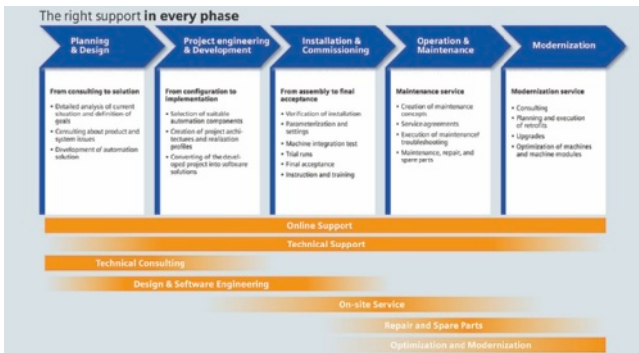 The right support in every phase
Planning
& Design
Project engineering
& Development
Installation &
Commissioning
Operation &
Maintenance
Modernization
From consulting to solution
• Detailed analysis of current
situation and definition of
goals
• Consulting about product and
system issues
• Development of automation
solution
From configuration to
implementation
• Selection of suitable
automation components
• Creation of project archi-
tectures and realization
profiles
• Converting of the devel-
oped project into software
solutions
From assembly to final
acceptance
• Verification of installation
• Parameterization and
settings
• Machine integration test
• Trial runs
• Final acceptance
• Instruction and training
Maintenance service
• Creation of maintenance
concepts
• Service agreements
• Execution of maintenance/
troubleshooting
• Maintenance, repair, and
spare parts
Modernization service
• Consulting
• Planning and execution
of retrofits
• Upgrades
• Optimization of machines
and machine modules
Online Support
Technical Support
Technical Consulting
Design & Software Engineering
On-site Service
Repair and Spare Parts
Optimization and Modernization